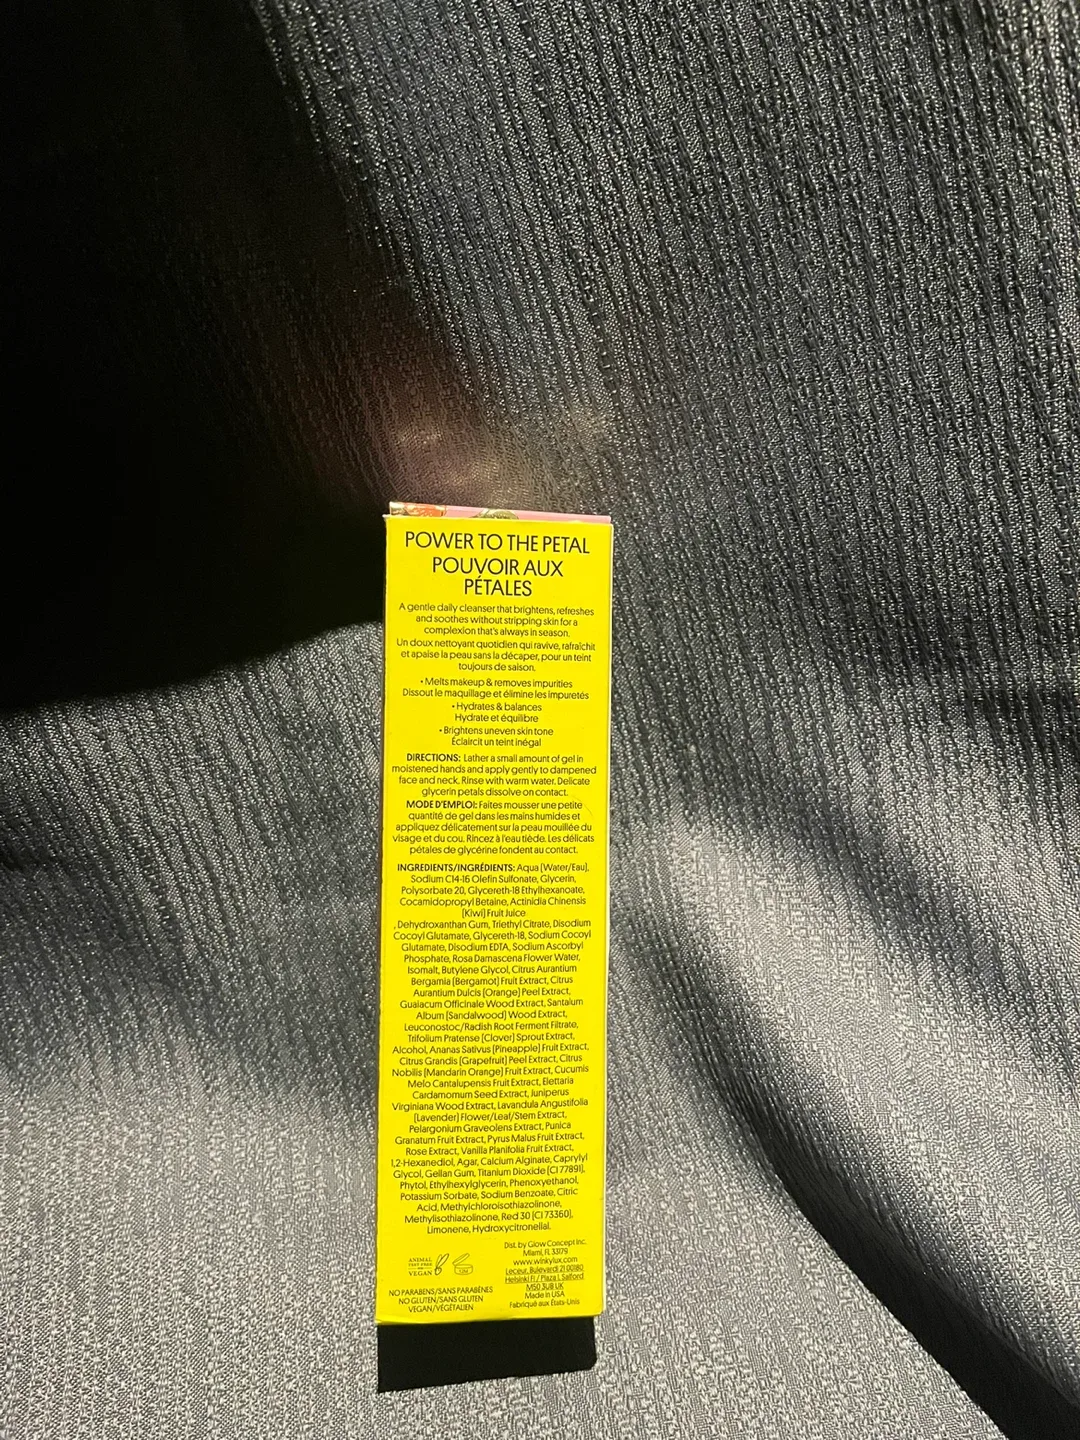 POWER TO THE PETAL
POUVOIR AUX
PÉTALES
A gentle daily cleanser that brightens, refreshes
and soothes without stripping skin for a
complexion that's always in season.
Un doux nettoyant quotidien qui ravive, rafraîchit
et apaise la peau sans la décaper, pour un teint
toujours de saison.
• Melts makeup & removes impurities
Dissout le maquillage et élimine les impuretés
• Hydrates & balances
Hydrate et équilibre
• Brightens uneven skin tone
Éclaircit un teint inégal
DIRECTIONS: Lather a small amount of gel in
moistened hands and apply gently to dampened
face and neck. Rinse with warm water. Delicate
glycerin petals dissolve on contact.
MODE D'EMPLOI: Faites mousser une petite
quantité de gel dans les mains humides et
appliquez délicatement sur la peau mouillée du
visage et du cou. Rincez à l'eau tiède. Les délicats
pétales de glycérine fondent au contact.
INGREDIENTS/INGRÉDIENTS: Aqua (Water/Eau),
Sodium C14-16 Olefin Sulfonate, Glycerin,
Polysorbate 20, Glycereth-18 Ethylhexanoate,
Cocamidopropyl Betaine, Actinidia Chinensis
(Kiwi) Fruit Juice
, Dehydroxanthan Gum, Triethyl Citrate, Disodium
Cocoyl Glutamate, Glycereth-18, Sodium Cocoyl
Glutamate, Disodium EDTA, Sodium Ascorbyl
Phosphate, Rosa Damascena Flower Water,
Isomalt, Butylene Glycol, Citrus Aurantium
Bergamia (Bergamot) Fruit Extract, Citrus
Aurantium Dulcis (Orange) Peel Extract,
Guaiacum Officinale Wood Extract, Santalum
Album (Sandalwood) Wood Extract,
Leuconostoc/Radish Root Ferment Filtrate,
Trifolium Pratense (Clover) Sprout Extract,
Alcohol, Ananas Sativus (Pineapple) Fruit Extract,
Citrus Grandis (Grapefruit) Peel Extract, Citrus
Nobilis (Mandarin Orange) Fruit Extract, Cucumis
Melo Cantalupensis Fruit Extract, Elettaria
Cardamomum Seed Extract, Juniperus
Virginiana Wood Extract, Lavandula Angustifolia
(Lavender) Flower/Leaf/Stem Extract,
Pelargonium Graveolens Extract, Punica
Granatum Fruit Extract, Pyrus Malus Fruit Extract,
Rose Extract, Vanilla Planifolia Fruit Extract,
1,2-Hexanediol, Agar, Calcium Alginate, Caprylyl
Glycol, Gellan Gum, Titanium Dioxide (CI 77891),
Phytol, Ethylhexylglycerin, Phenoxyethanol,
Potassium Sorbate, Sodium Benzoate, Citric
Acid, Methylchloroisothiazolinone,
Methylisothiazolinone, Red 30 (CI 73360),
Limonene, Hydroxycitronellal.
ANIMAL
TEST FREE
VEGAN
12M
NO PARABENS/SANS PARABÈNES
NO GLUTEN/SANS GLUTEN
VEGAN/VÉGÉTALIEN
Dist. by Glow Concept Inc.
Miami, FL 33179
www.winkylux.com
Leceur, Bulevardi 21 00180
Helsinki FI / Plaza 1, Salford
M50 3UB UK
Made in USA
Fabriqué aux États-Unis